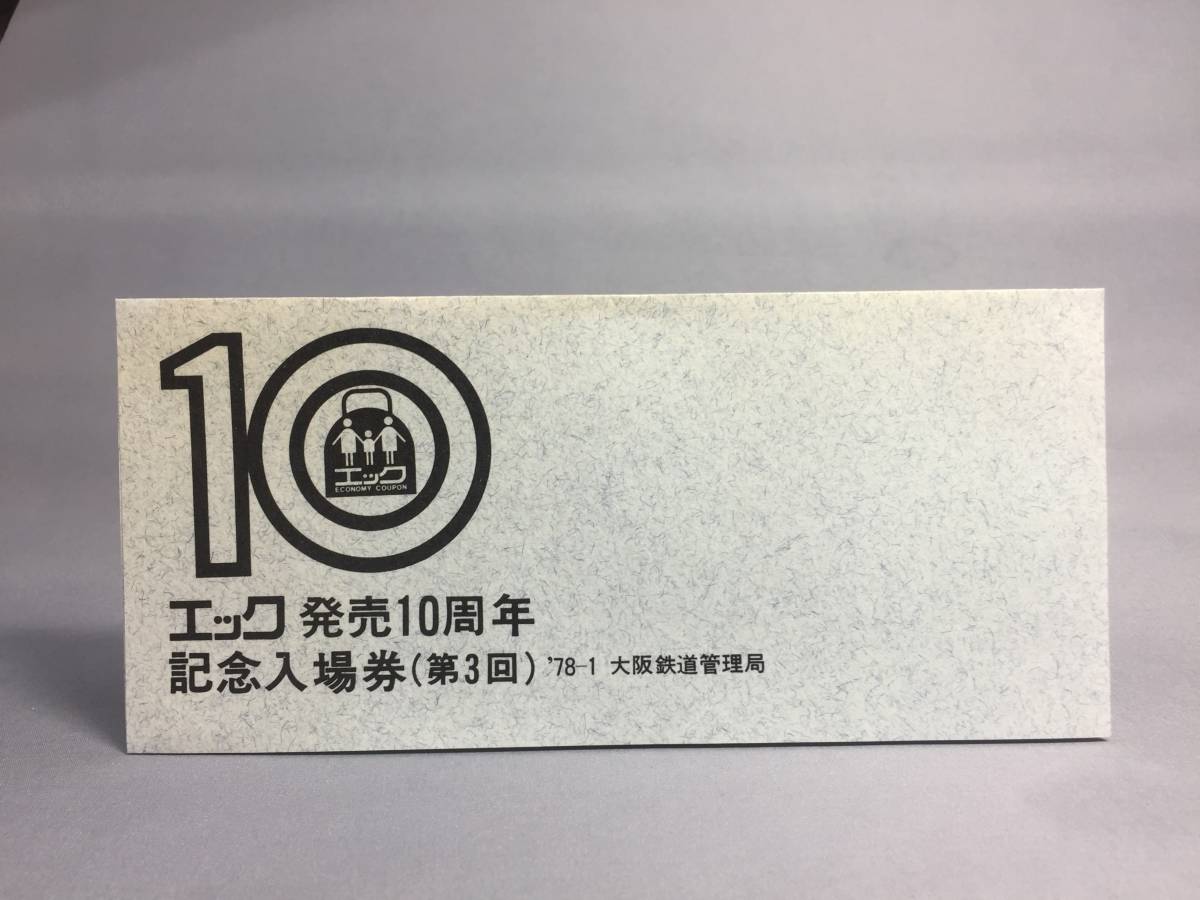 10
エック
ECONOMY COUPON
エック 発売10周年
記念入場券(第3回) '78-1 大阪鉄道管理局